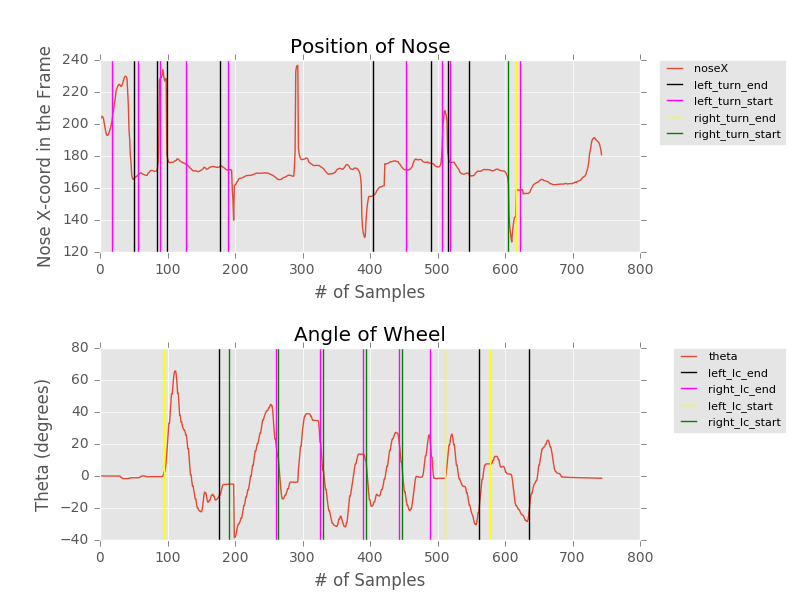 Position of Nose
Nose X-coord in the Frame
240
220
200
180
160
140
120
0 100 200 300 400 500 600 700 800
# of Samples
noseX
left_turn_end
left_turn_start
right_turn_end
right_turn_start
Angle of Wheel
Theta (degrees)
80
60
40
20
0
−20
−40
0 100 200 300 400 500 600 700 800
# of Samples
theta
left_lc_end
right_lc_end
left_lc_start
right_lc_start